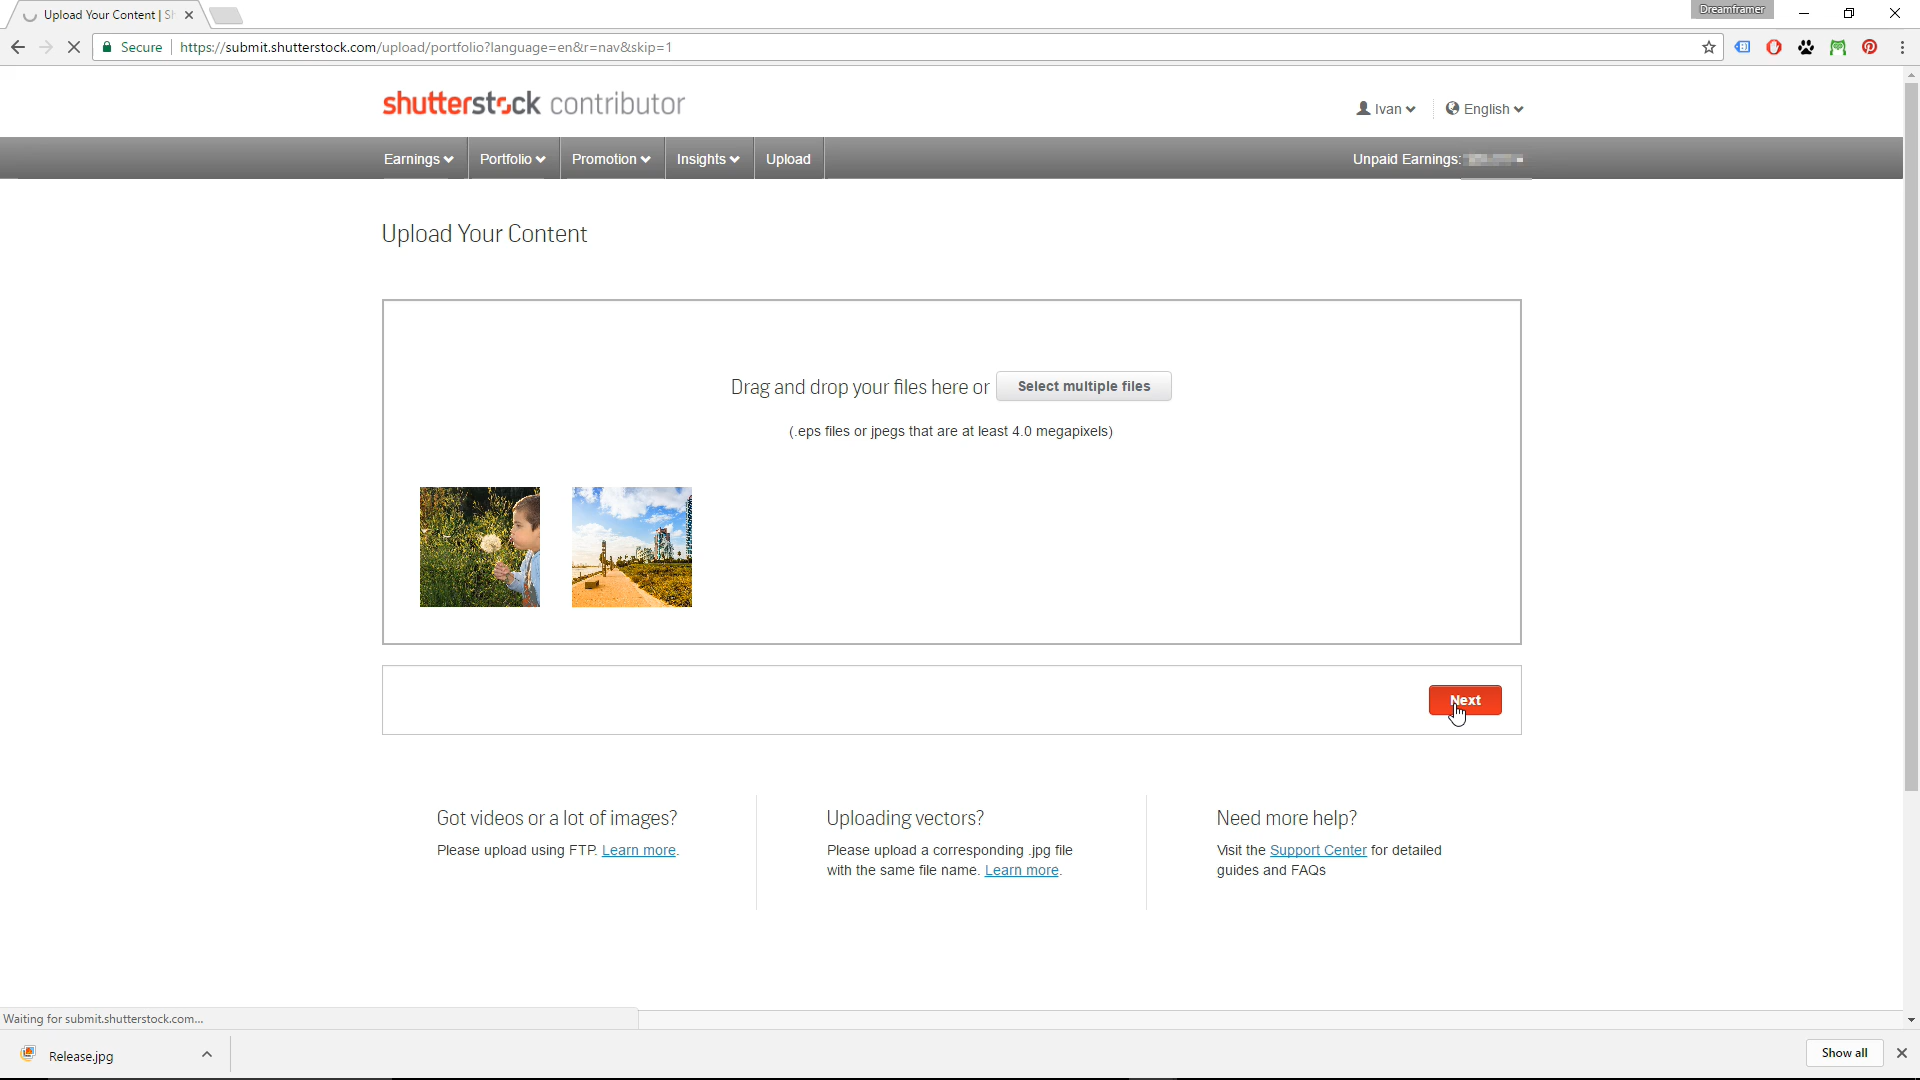 Upload Your Content | S
Dreamframer
Secure
https://submit.shutterstock.com/upload/portfolio?language=en&r=nav&skip=1
shutterstock contributor
Ivan
English
Earnings
Portfolio
Promotion
Insights
Upload
Unpaid Earnings:
Upload Your Content
Drag and drop your files here or
Select multiple files
(.eps files or jpegs that are at least 4.0 megapixels)
Next
Got videos or a lot of images?
Please upload using FTP. Learn more.
Uploading vectors?
Please upload a corresponding .jpg file
with the same file name. Learn more.
Need more help?
Visit the Support Center for detailed
guides and FAQs
Waiting for submit.shutterstock.com...
Release.jpg
Show all